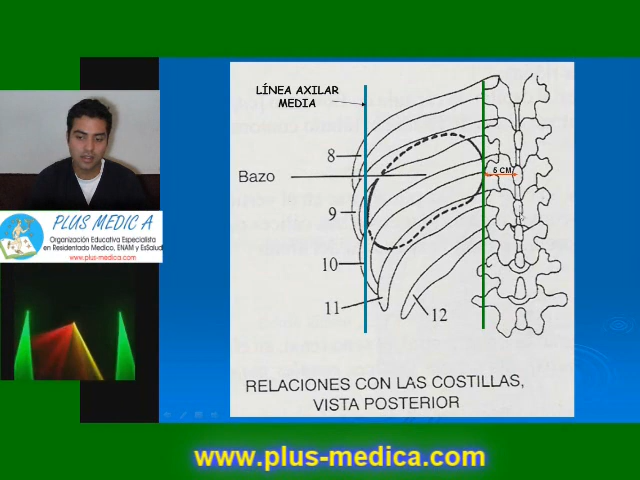 LÍNEA AXILAR
MEDIA
8
Bazo
5 CM
9
10
11
12
RELACIONES CON LAS COSTILLAS,
VISTA POSTERIOR
PLUS MEDIC A
Organización Educativa Especialista
en Residentado Medico, ENAM y EsSalud
www.plus-medica.com
www.plus-medica.com